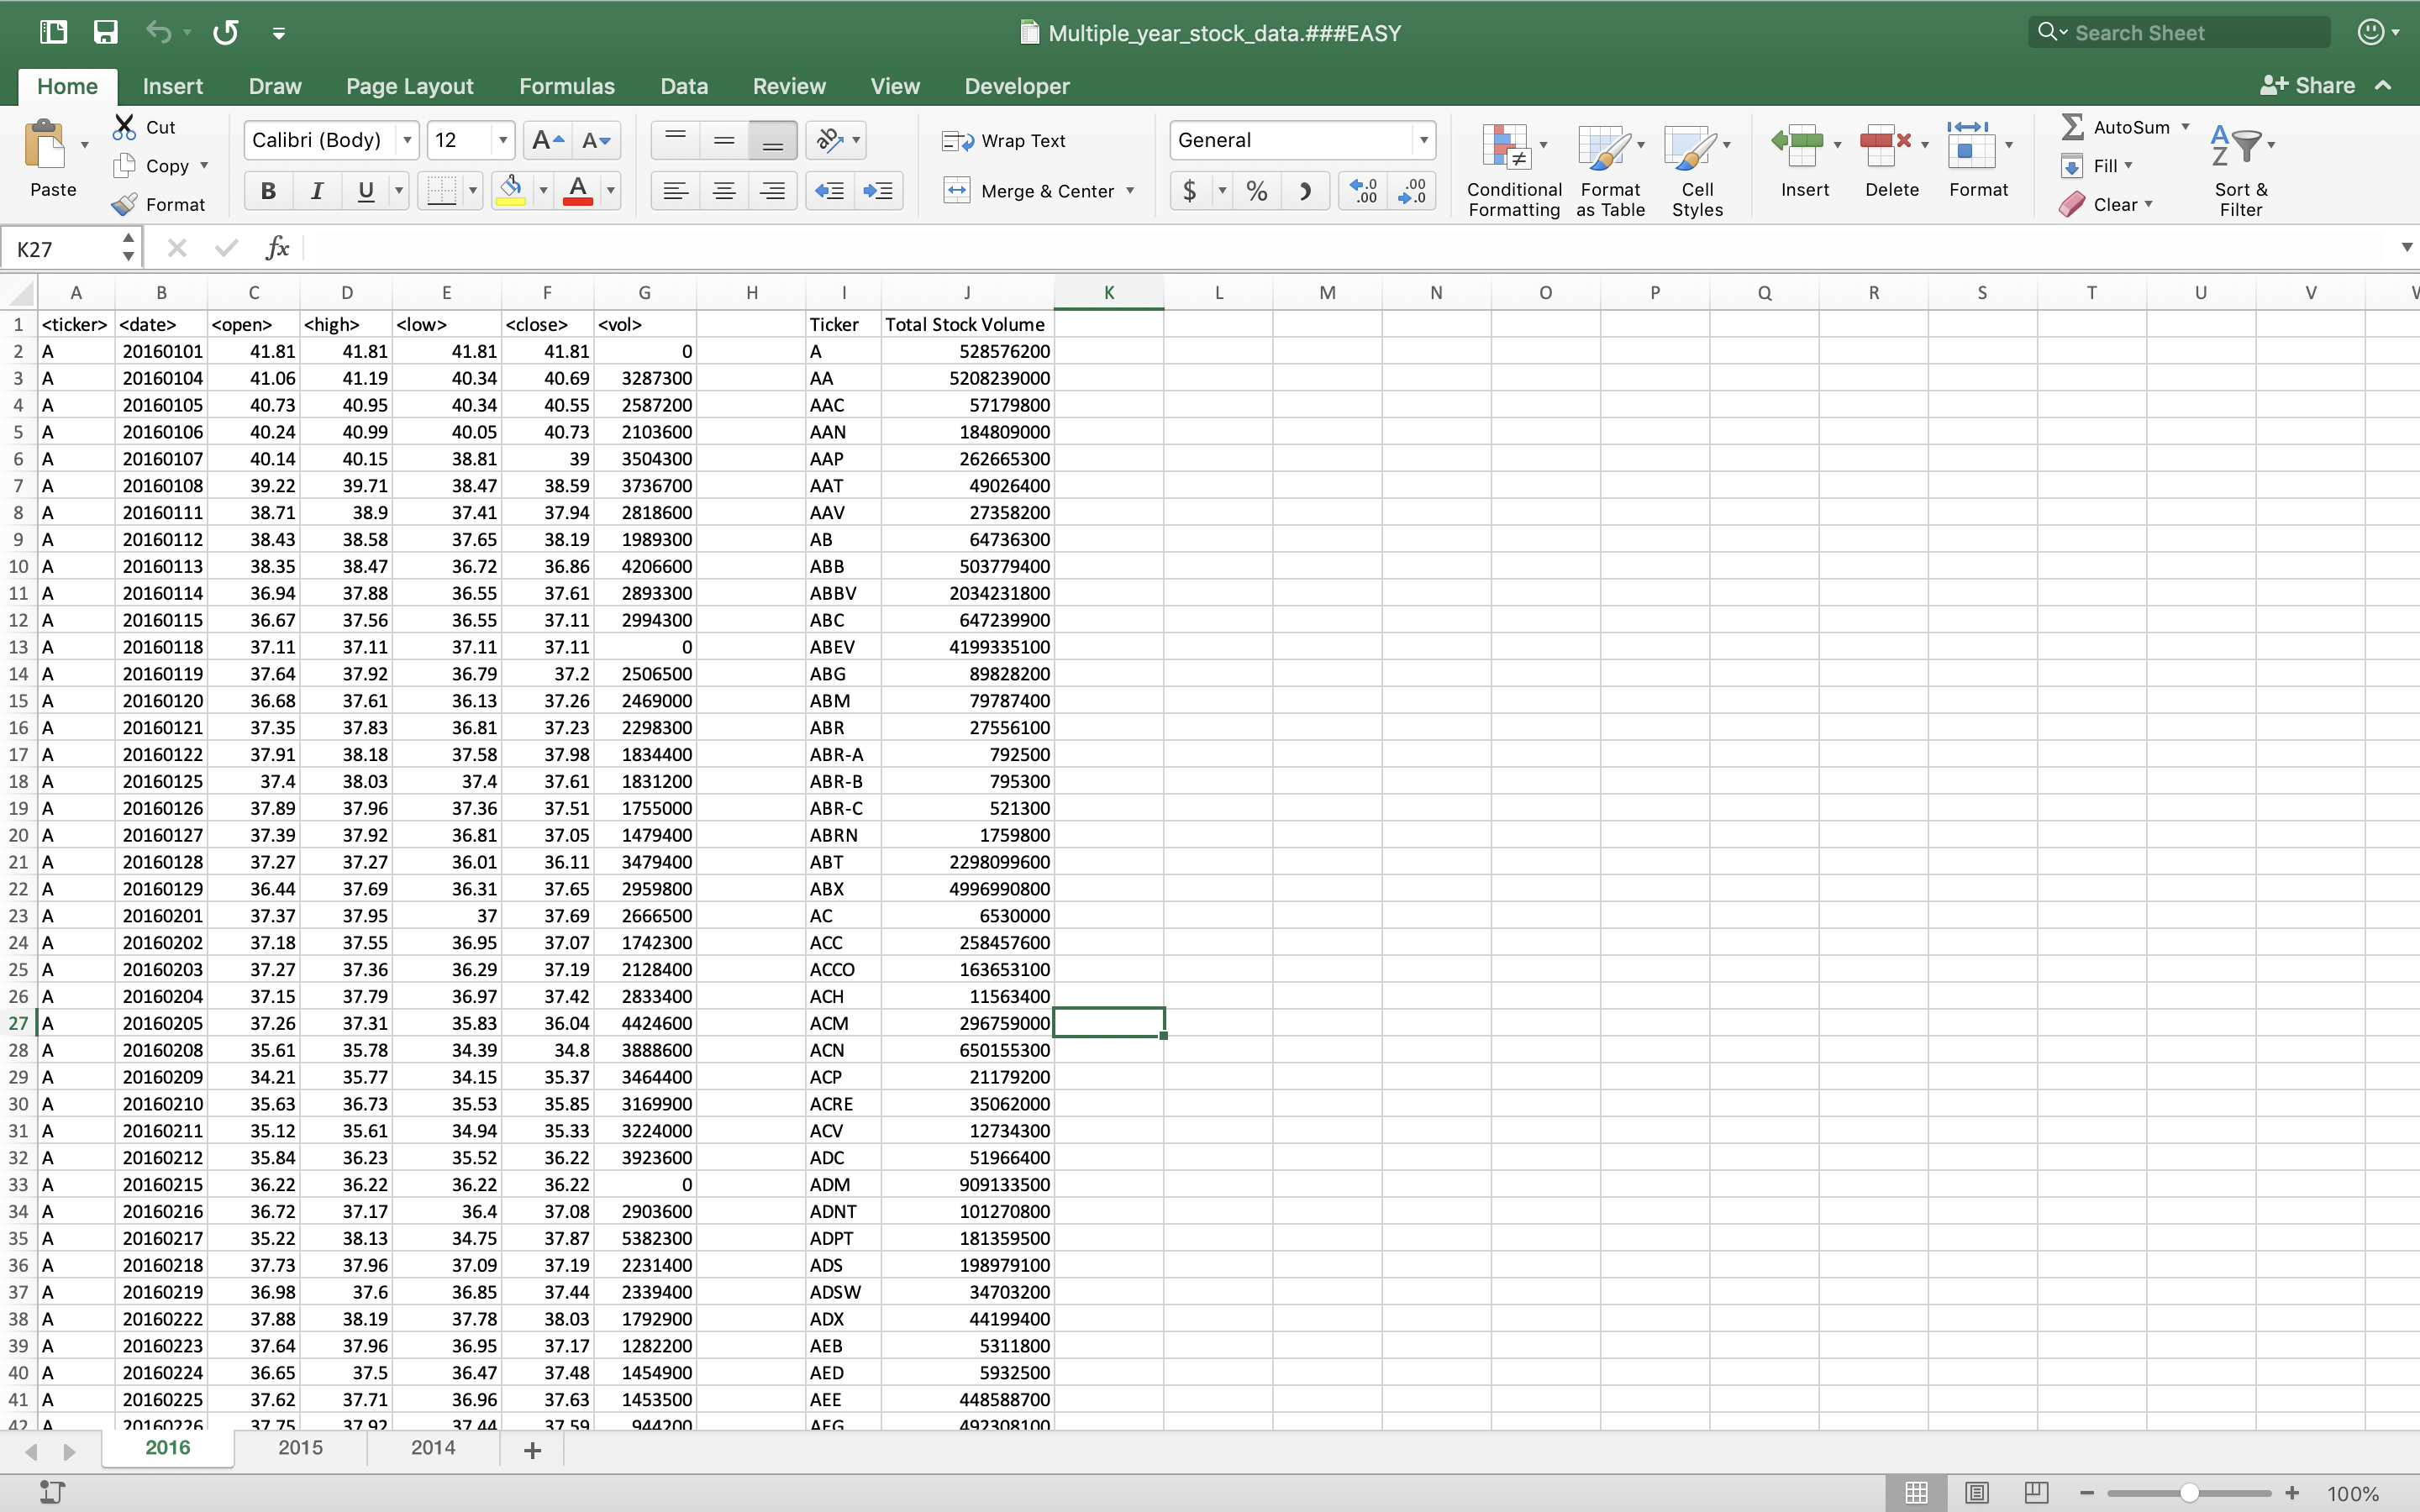 Multiple_year_stock_data.###EASY
Search Sheet
Home Insert Draw Page Layout Formulas Data Review View Developer Share
Paste Cut Copy Format
Calibri (Body) 12 A A
B I U A
Wrap Text
Merge & Center
General
$ % .0 .00 .00 .0
Conditional Formatting Format as Table Cell Styles Insert Delete Format
AutoSum
Fill
Clear
A Z Sort & Filter
K27 fx
A B C D E F G H I J K L M N O P Q R S T U V
1 <ticker> <date> <open> <high> <low> <close> <vol> Ticker Total Stock Volume
2 A 20160101 41.81 41.81 41.81 41.81 0 A 528576200
3 A 20160104 41.06 41.19 40.34 40.69 3287300 AA 5208239000
4 A 20160105 40.73 40.95 40.34 40.55 2587200 AAC 57179800
5 A 20160106 40.24 40.99 40.05 40.73 2103600 AAN 184809000
6 A 20160107 40.14 40.15 38.81 39 3504300 AAP 262665300
7 A 20160108 39.22 39.71 38.47 38.59 3736700 AAT 49026400
8 A 20160111 38.71 38.9 37.41 37.94 2818600 AAV 27358200
9 A 20160112 38.43 38.58 37.65 38.19 1989300 AB 64736300
10 A 20160113 38.35 38.47 36.72 36.86 4206600 ABB 503779400
11 A 20160114 36.94 37.88 36.55 37.61 2893300 ABBV 2034231800
12 A 20160115 36.67 37.56 36.55 37.11 2994300 ABC 647239900
13 A 20160118 37.11 37.11 37.11 37.11 0 ABEV 4199335100
14 A 20160119 37.64 37.92 36.79 37.2 2506500 ABG 89828200
15 A 20160120 36.68 37.61 36.13 37.26 2469000 ABM 79787400
16 A 20160121 37.35 37.83 36.81 37.23 2298300 ABR 27556100
17 A 20160122 37.91 38.18 37.58 37.98 1834400 ABR-A 792500
18 A 20160125 37.4 38.03 37.4 37.61 1831200 ABR-B 795300
19 A 20160126 37.89 37.96 37.36 37.51 1755000 ABR-C 521300
20 A 20160127 37.39 37.92 36.81 37.05 1479400 ABRN 1759800
21 A 20160128 37.27 37.27 36.01 36.11 3479400 ABT 2298099600
22 A 20160129 36.44 37.69 36.31 37.65 2959800 ABX 4996990800
23 A 20160201 37.37 37.95 37 37.69 2666500 AC 6530000
24 A 20160202 37.18 37.55 36.95 37.07 1742300 ACC 258457600
25 A 20160203 37.27 37.36 36.29 37.19 2128400 ACCO 163653100
26 A 20160204 37.15 37.79 36.97 37.42 2833400 ACH 11563400
27 A 20160205 37.26 37.31 35.83 36.04 4424600 ACM 296759000
28 A 20160208 35.61 35.78 34.39 34.8 3888600 ACN 650155300
29 A 20160209 34.21 35.77 34.15 35.37 3464400 ACP 21179200
30 A 20160210 35.63 36.73 35.53 35.85 3169900 ACRE 35062000
31 A 20160211 35.12 35.61 34.94 35.33 3224000 ACV 12734300
32 A 20160212 35.84 36.23 35.52 36.22 3923600 ADC 51966400
33 A 20160215 36.22 36.22 36.22 36.22 0 ADM 909133500
34 A 20160216 36.72 37.17 36.4 37.08 2903600 ADNT 101270800
35 A 20160217 35.22 38.13 34.75 37.87 5382300 ADPT 181359500
36 A 20160218 37.73 37.96 37.09 37.19 2231400 ADS 198979100
37 A 20160219 36.98 37.6 36.85 37.44 2339400 ADSW 34703200
38 A 20160222 37.88 38.19 37.78 38.03 1792900 ADX 44199400
39 A 20160223 37.64 37.96 36.95 37.17 1282200 AEB 5311800
40 A 20160224 36.65 37.5 36.47 37.48 1454900 AED 5932500
41 A 20160225 37.62 37.71 36.96 37.63 1453500 AEE 448588700
42 A 20160226 37.75 37.92 37.44 37.59 944200 AEG 492308100
2016 2015 2014 +
100%